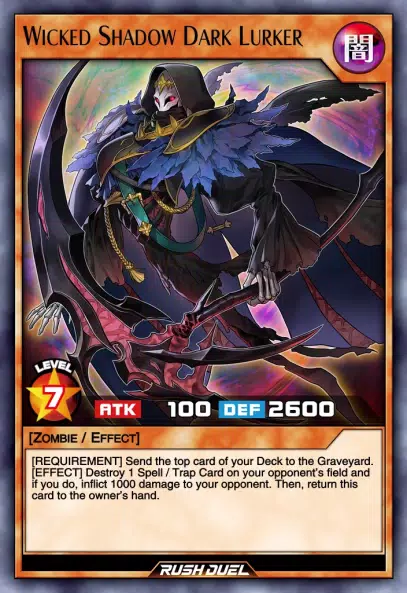 WICKED SHADOW DARK LURKER
闇
LEVEL
7
ATK 100 DEF 2600
[ZOMBIE / EFFECT]
[REQUIREMENT] Send the top card of your Deck to the Graveyard.
[EFFECT] Destroy 1 Spell / Trap Card on your opponent's field and
if you do, inflict 1000 damage to your opponent. Then, return this
card to the owner's hand.
RUSH DUEL